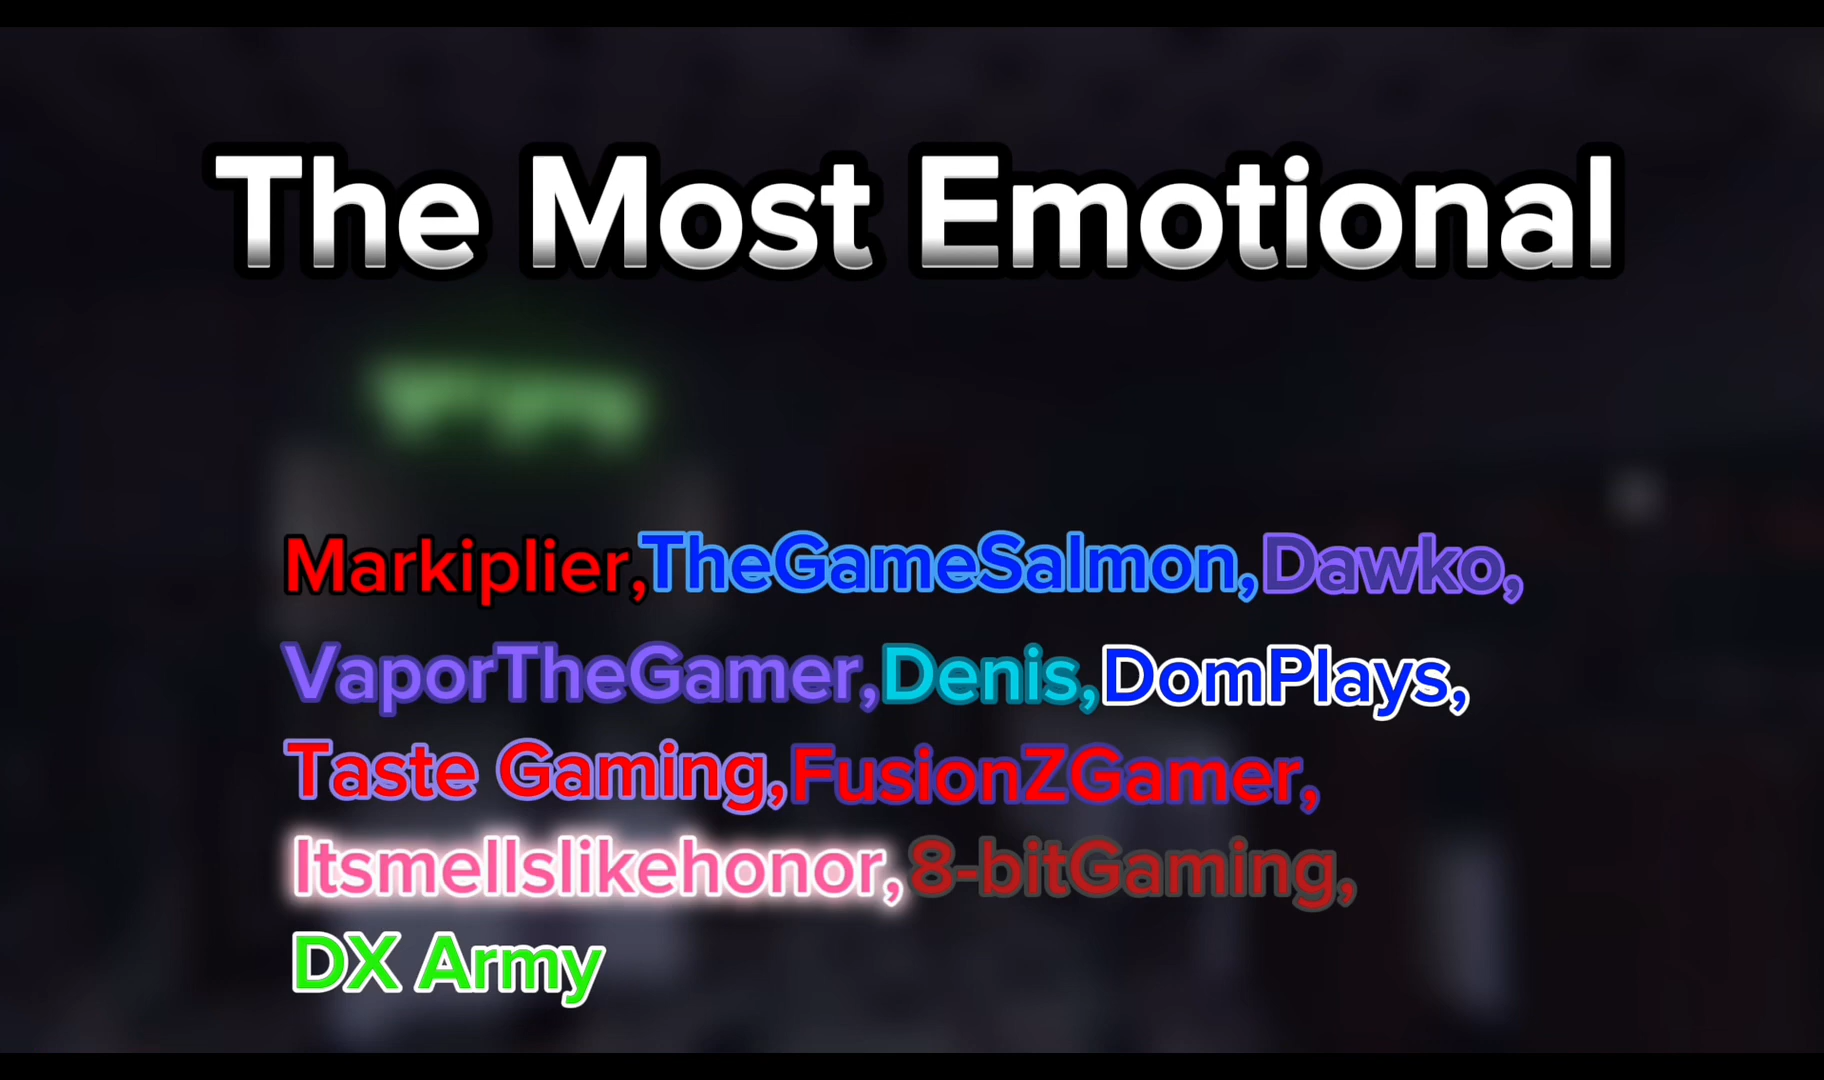 The Most Emotional
Markiplier,TheGameSalmon,Dawko,
VaporTheGamer,Denis,DomPlays,
Taste Gaming,FusionZGamer,
Itsmellslikehonor,8-bitGaming,
DX Army